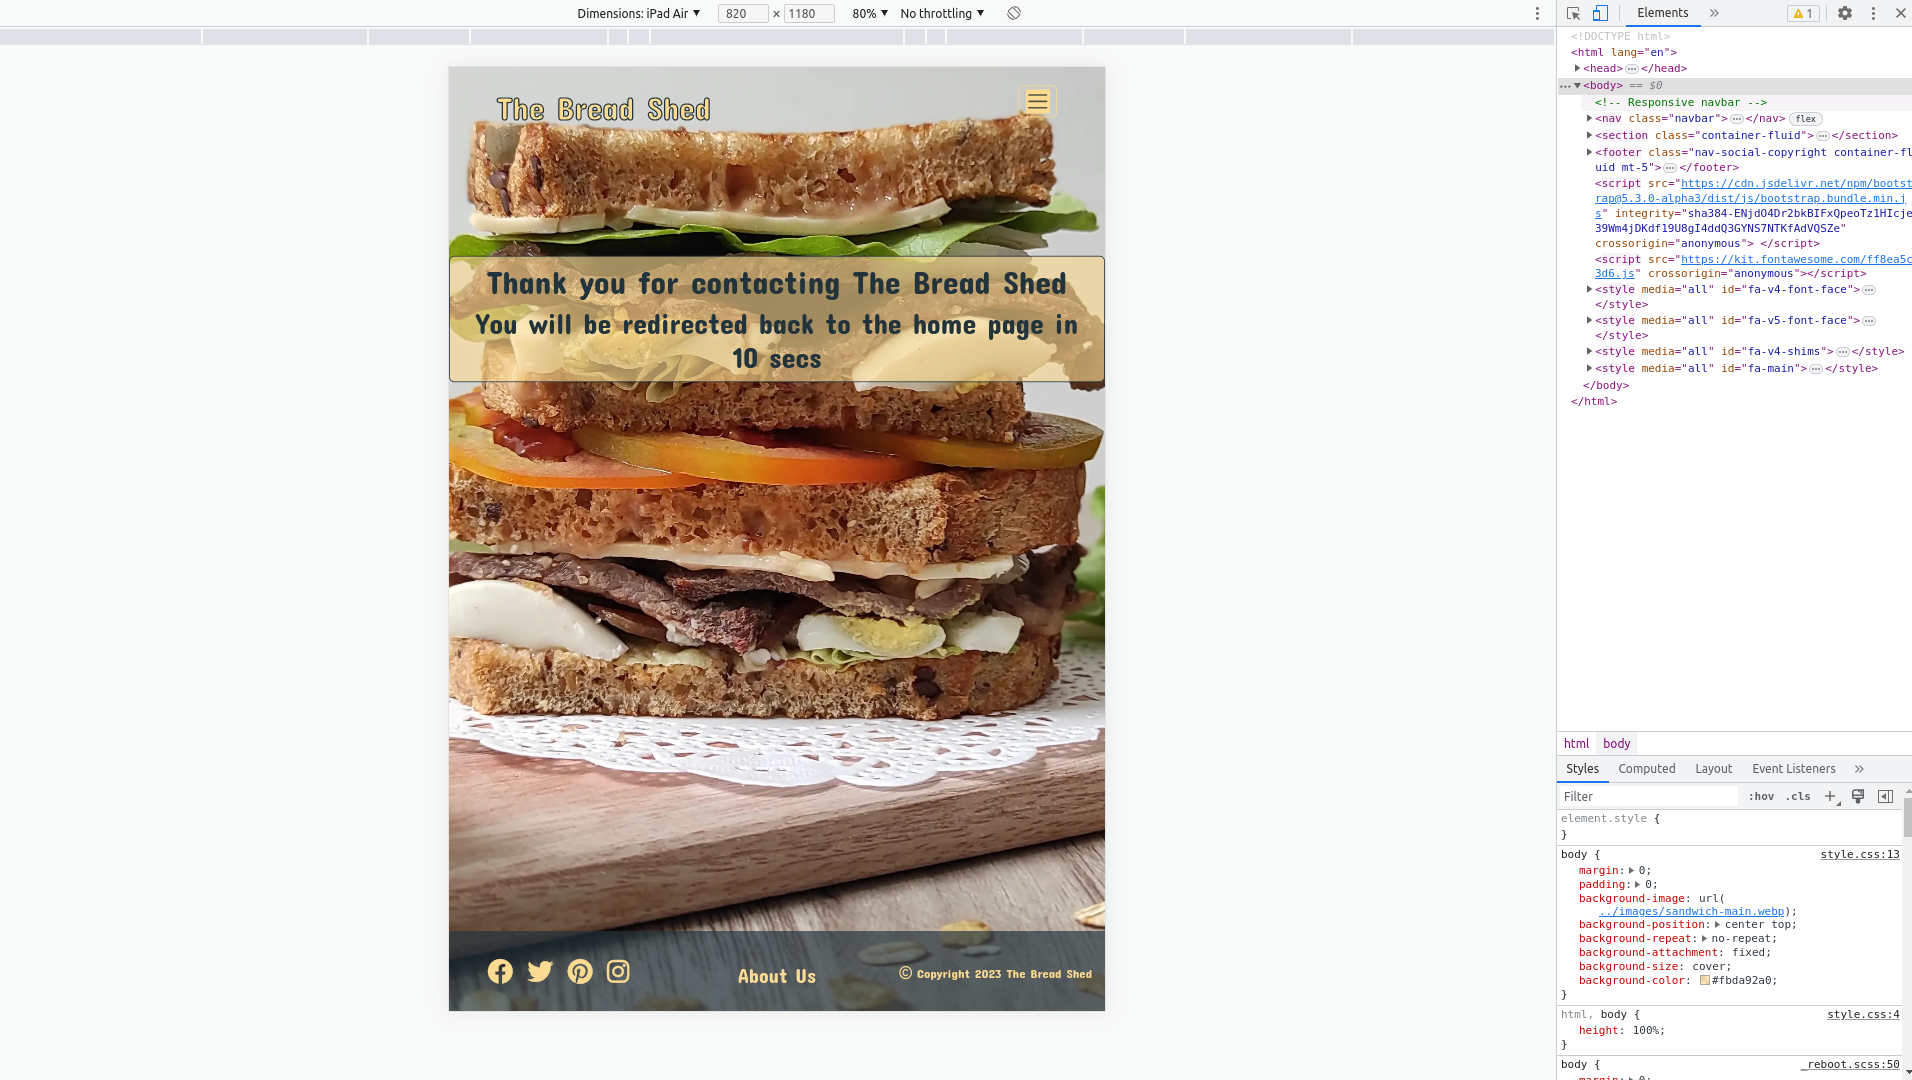 Dimensions: iPad Air ▼ 820 × 1180 80% ▼ No throttling ▼
The Bread Shed
Thank you for contacting The Bread Shed
You will be redirected back to the home page in
10 secs
About Us
© Copyright 2023 The Bread Shed
Elements » 1
<!DOCTYPE html>
<html lang="en">
<head>…</head>
<body> == $0
<!-- Responsive navbar -->
<nav class="navbar">…</nav> flex
<section class="container-fluid">…</section>
<footer class="nav-social-copyright container-fl
uid mt-5">…</footer>
<script src="https://cdn.jsdelivr.net/npm/bootst
rap@5.3.0-alpha3/dist/js/bootstrap.bundle.min.j
s" integrity="sha384-ENjdO4Dr2bkBIFxQpeoTz1HIcje
39Wm4jDKdf19U8gI4ddQ3GYNS7NTKfAdVQSZe"
crossorigin="anonymous"> </script>
<script src="https://kit.fontawesome.com/ff8ea5c
3d6.js" crossorigin="anonymous"></script>
<style media="all" id="fa-v4-font-face">…
</style>
<style media="all" id="fa-v5-font-face">…
</style>
<style media="all" id="fa-v4-shims">…</style>
<style media="all" id="fa-main">…</style>
</body>
</html>
html body
Styles Computed Layout Event Listeners »
Filter :hov .cls +
element.style {
}
body { style.css:13
margin: 0;
padding: 0;
background-image: url(
../images/sandwich-main.webp);
background-position: center top;
background-repeat: no-repeat;
background-attachment: fixed;
background-size: cover;
background-color: #fbda92a0;
}
html, body { style.css:4
height: 100%;
}
body { _reboot.scss:50
margin: 0;